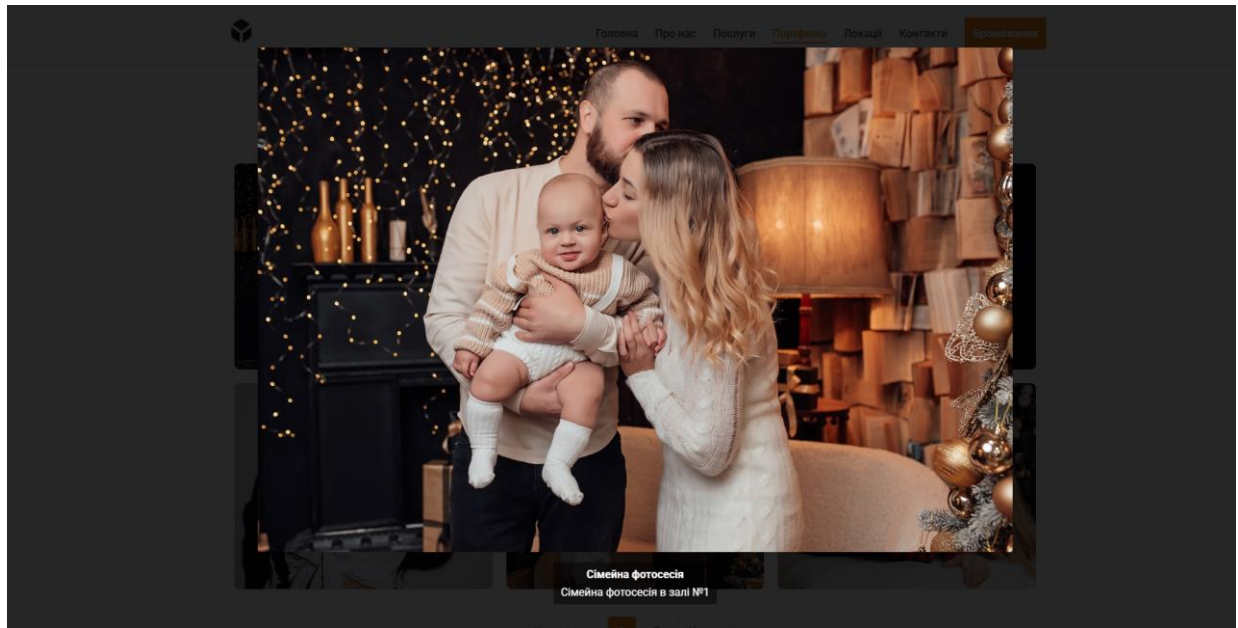 Головна Про нас Послуги Портфоліо Локації Контакти Бронювання
Сімейна фотосесія
Сімейна фотосесія в залі №1